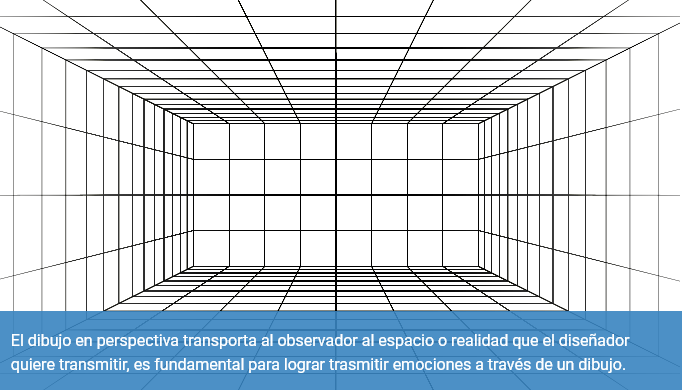 El dibujo en perspectiva transporta al observador al espacio o realidad que el diseñador
quiere transmitir, es fundamental para lograr trasmitir emociones a través de un dibujo.